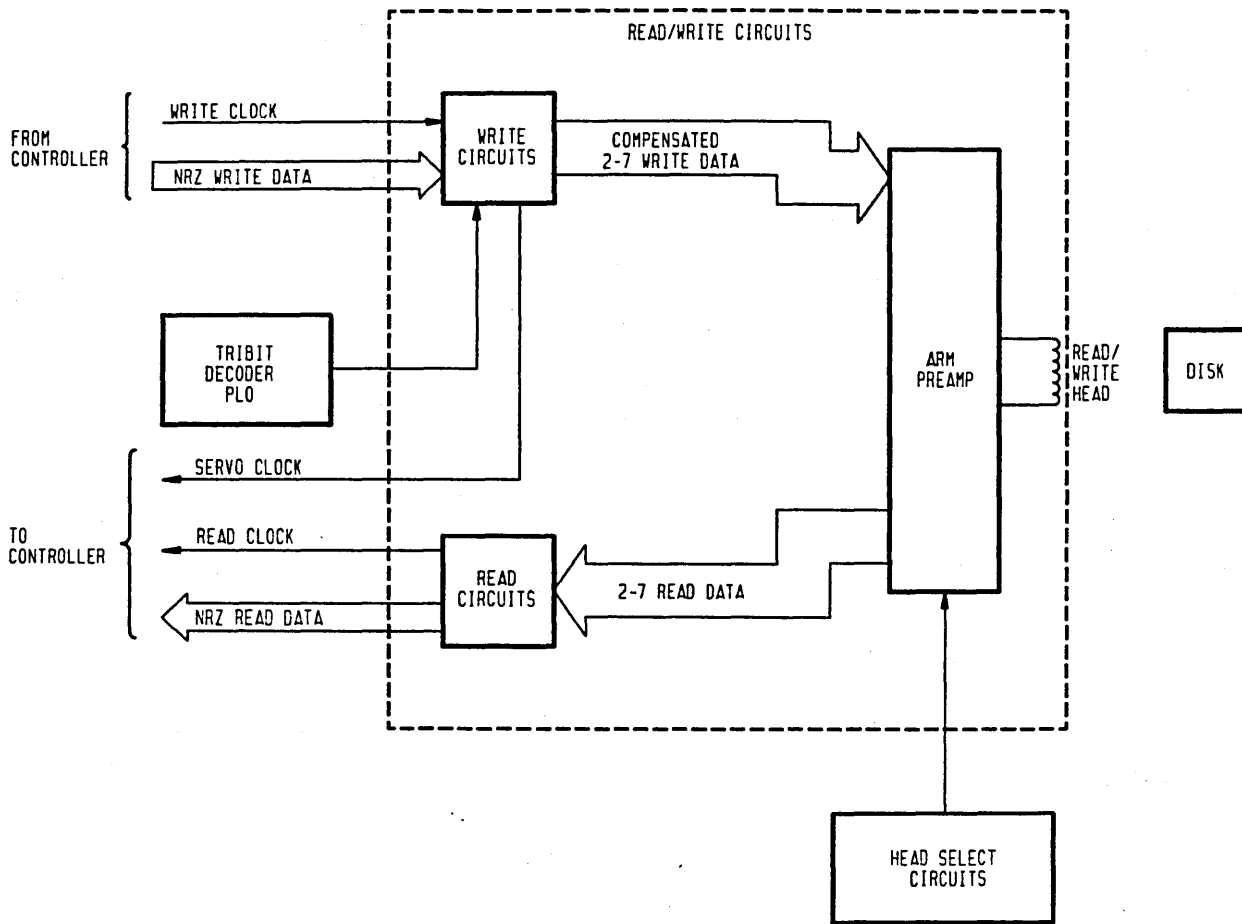 READ/WRITE CIRCUITS
FROM
CONTROLLER
WRITE CLOCK
NRZ WRITE DATA
WRITE
CIRCUITS
COMPENSATED
2-7 WRITE DATA
TRIBIT
DECODER
PLO
ARM
PREAMP
READ/
WRITE
HEAD
DISK
TO
CONTROLLER
SERVO CLOCK
READ CLOCK
NRZ READ DATA
READ
CIRCUITS
2-7 READ DATA
HEAD SELECT
CIRCUITS